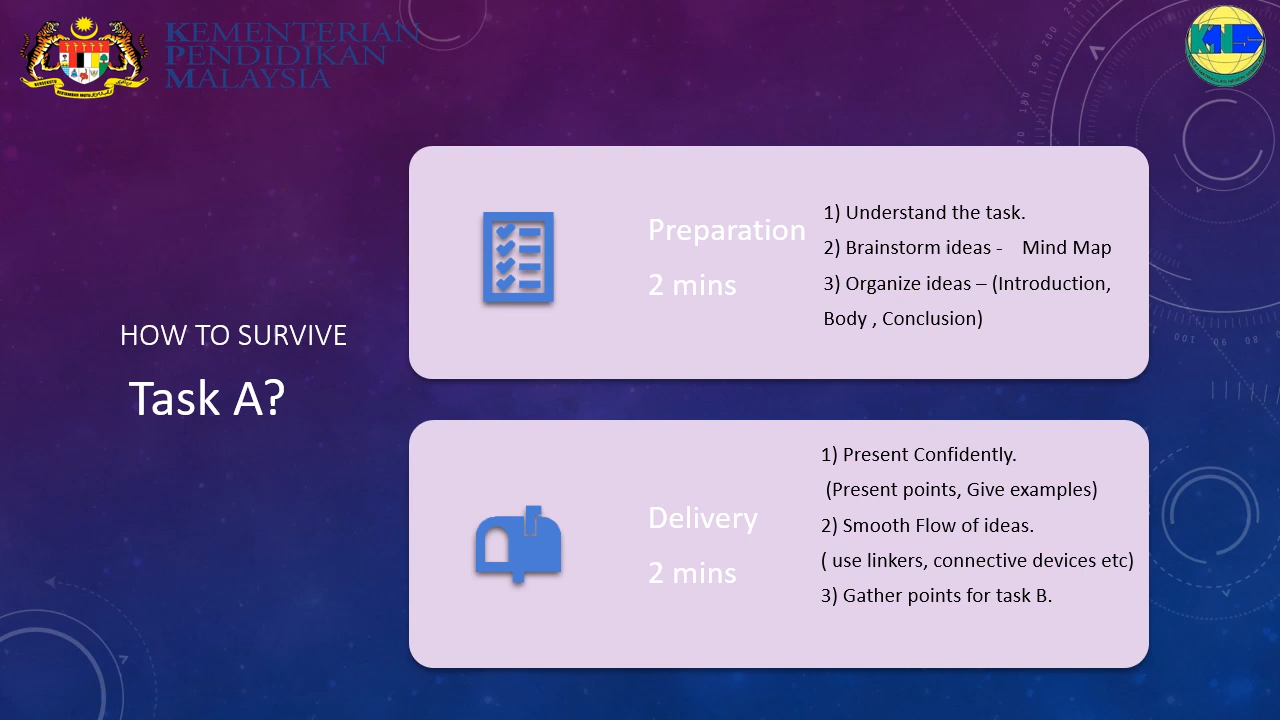 KEMENTERIAN
PENDIDIKAN
MALAYSIA
KTS
HOW TO SURVIVE
Task A?
Preparation
2 mins
1) Understand the task.
2) Brainstorm ideas - Mind Map
3) Organize ideas – (Introduction,
Body , Conclusion)
Delivery
2 mins
1) Present Confidently.
(Present points, Give examples)
2) Smooth Flow of ideas.
( use linkers, connective devices etc)
3) Gather points for task B.